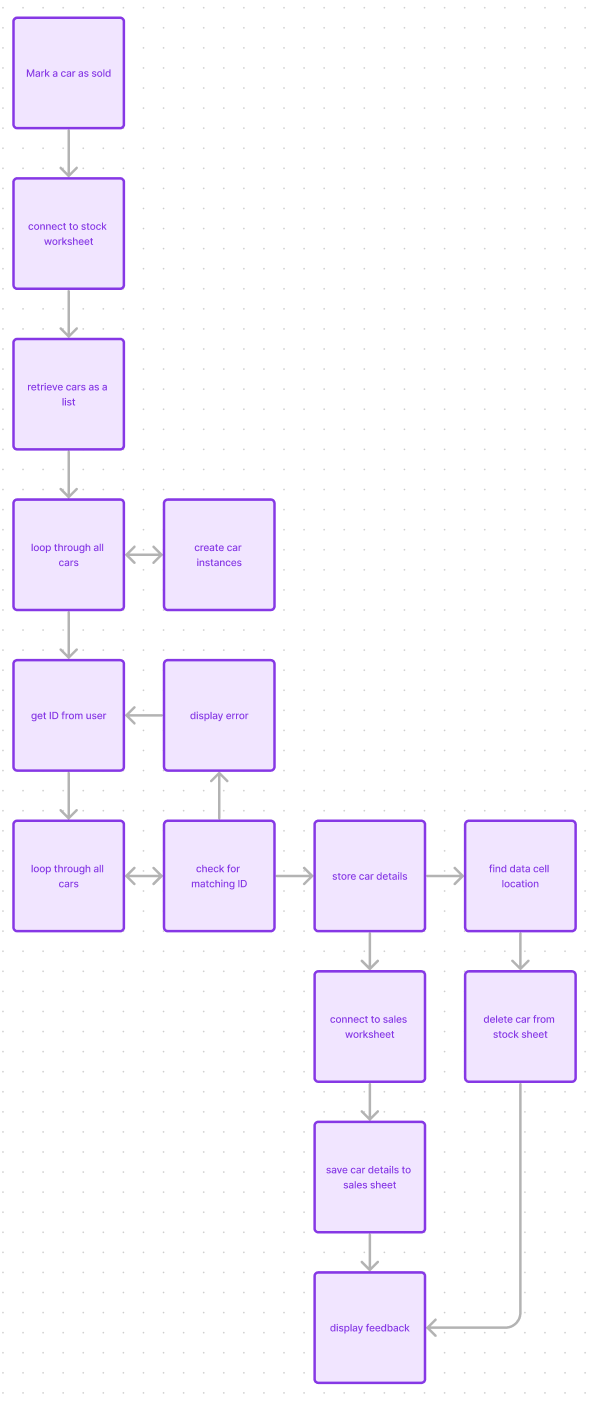 Mark a car as sold
connect to stock
worksheet
retrieve cars as a
list
loop through all
cars
create car
instances
get ID from user
display error
loop through all
cars
check for
matching ID
store car details
find data cell
location
connect to sales
worksheet
delete car from
stock sheet
save car details to
sales sheet
display feedback